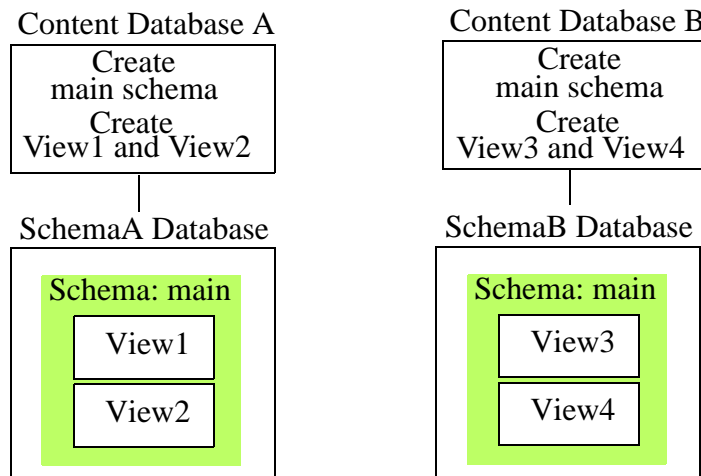 Content Database A
Create
main schema
Create
View1 and View2
SchemaA Database
Schema: main
View1
View2
Content Database B
Create
main schema
Create
View3 and View4
SchemaB Database
Schema: main
View3
View4